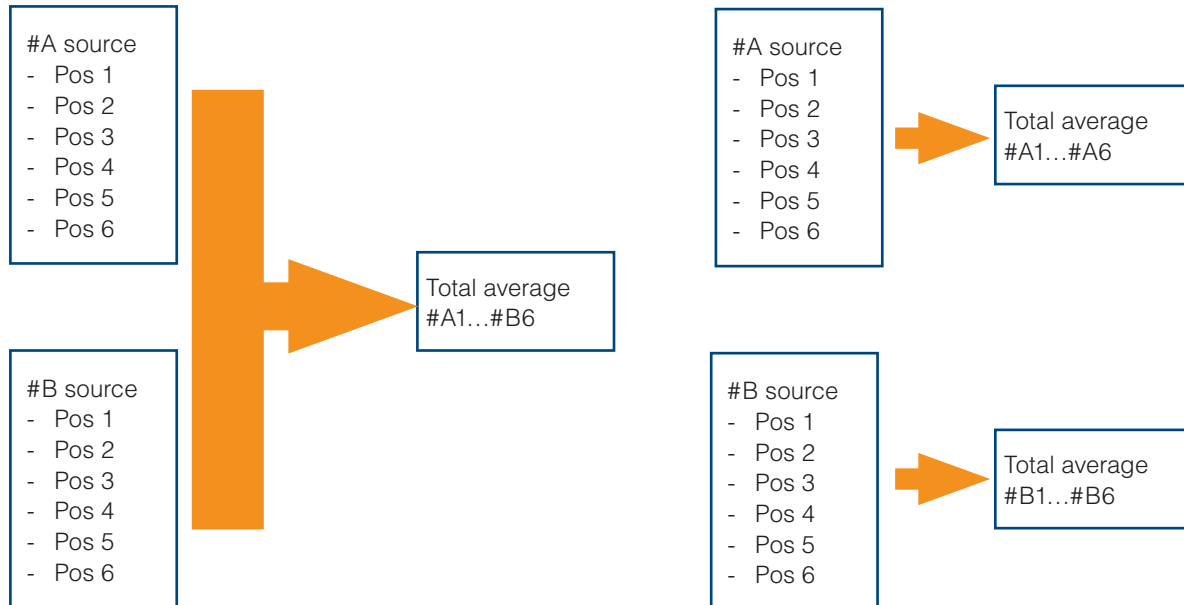 #A source
- Pos 1
- Pos 2
- Pos 3
- Pos 4
- Pos 5
- Pos 6
#B source
- Pos 1
- Pos 2
- Pos 3
- Pos 4
- Pos 5
- Pos 6
Total average
#A1...#B6
#A source
- Pos 1
- Pos 2
- Pos 3
- Pos 4
- Pos 5
- Pos 6
Total average
#A1...#A6
#B source
- Pos 1
- Pos 2
- Pos 3
- Pos 4
- Pos 5
- Pos 6
Total average
#B1...#B6